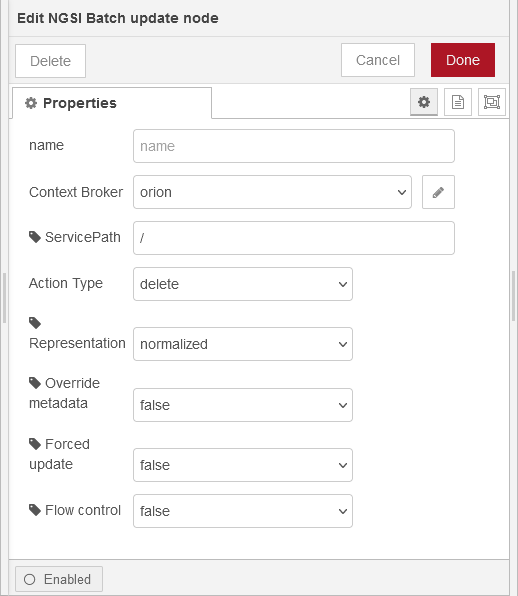 Edit NGSI Batch update node
Delete
Cancel
Done
Properties
name
name
Context Broker
orion
ServicePath
/
Action Type
delete
Representation
normalized
Override
metadata
false
Forced
update
false
Flow control
false
Enabled